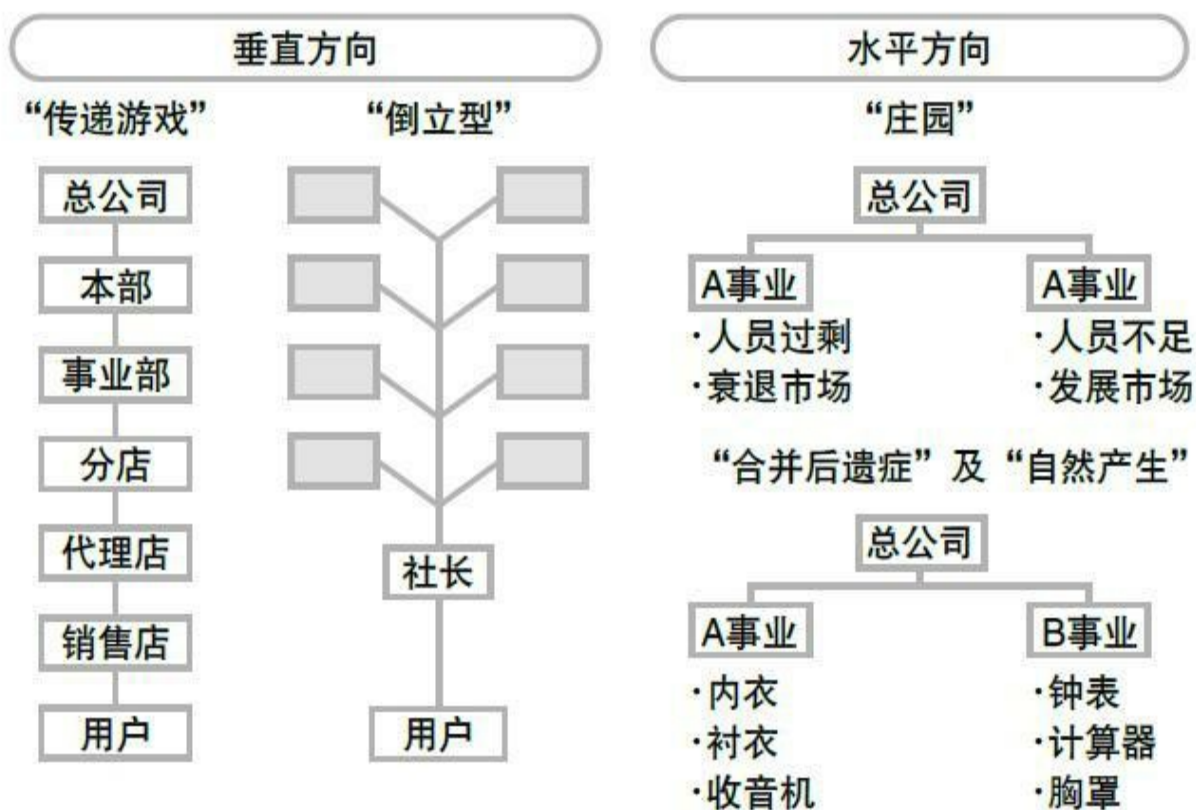 垂直方向
“传递游戏”
总公司
本部
事业部
分店
代理店
销售店
用户
“倒立型”
社长
用户
水平方向
“庄园”
总公司
A事业
·人员过剩
·衰退市场
A事业
·人员不足
·发展市场
“合并后遗症”及“自然产生”
总公司
A事业
·内衣
·衬衣
·收音机
B事业
·钟表
·计算器
·胸罩